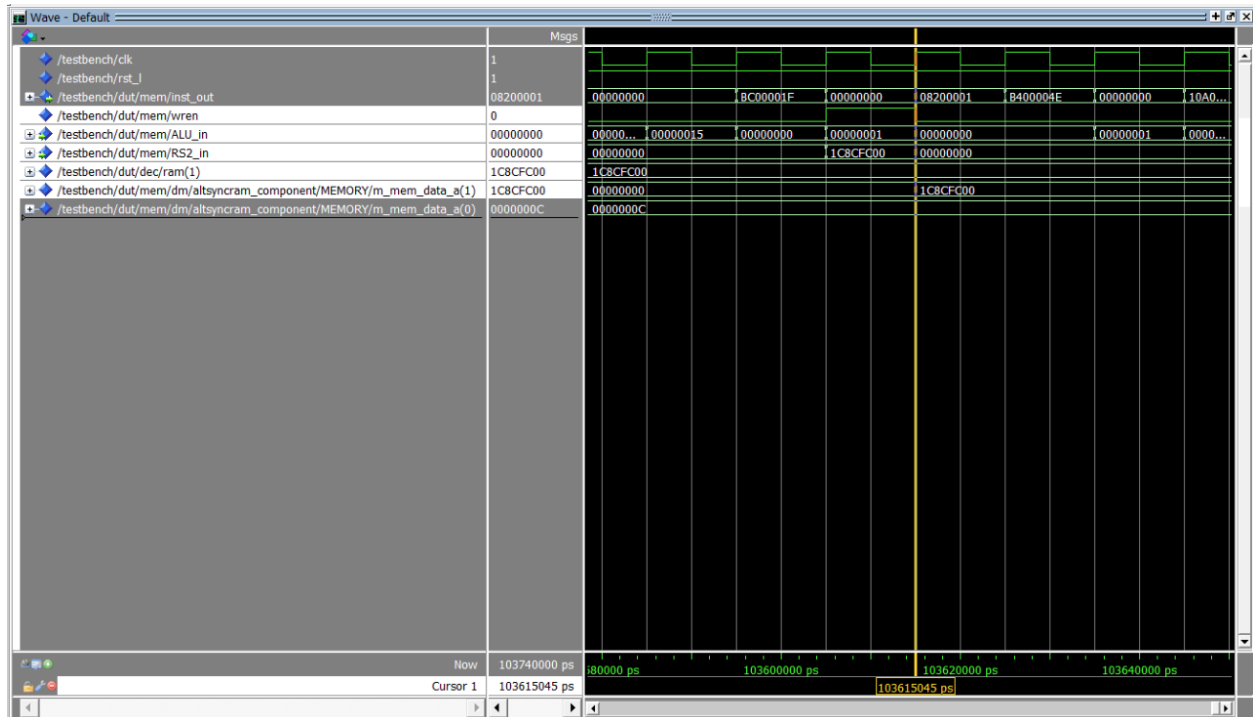 Wave - Default
Msgs
/testbench/clk 1
/testbench/rst_l 1
/testbench/dut/mem/inst_out 08200001 00000000 BC00001F 00000000 08200001 B400004E 00000000 10A0...
/testbench/dut/mem/wren 0
/testbench/dut/mem/ALU_in 00000000 00000... 00000015 00000000 00000001 00000000 00000001 0000...
/testbench/dut/mem/RS2_in 00000000 00000000 1C8CFC00 00000000
/testbench/dut/dec/ram(1) 1C8CFC00 1C8CFC00
/testbench/dut/mem/dm/altsyncram_component/MEMORY/m_mem_data_a(1) 1C8CFC00 00000000 1C8CFC00
/testbench/dut/mem/dm/altsyncram_component/MEMORY/m_mem_data_a(0) 0000000C 0000000C
Now 103740000 ps 103600000 ps 103620000 ps 103640000 ps
Cursor 1 103615045 ps 103615045 ps